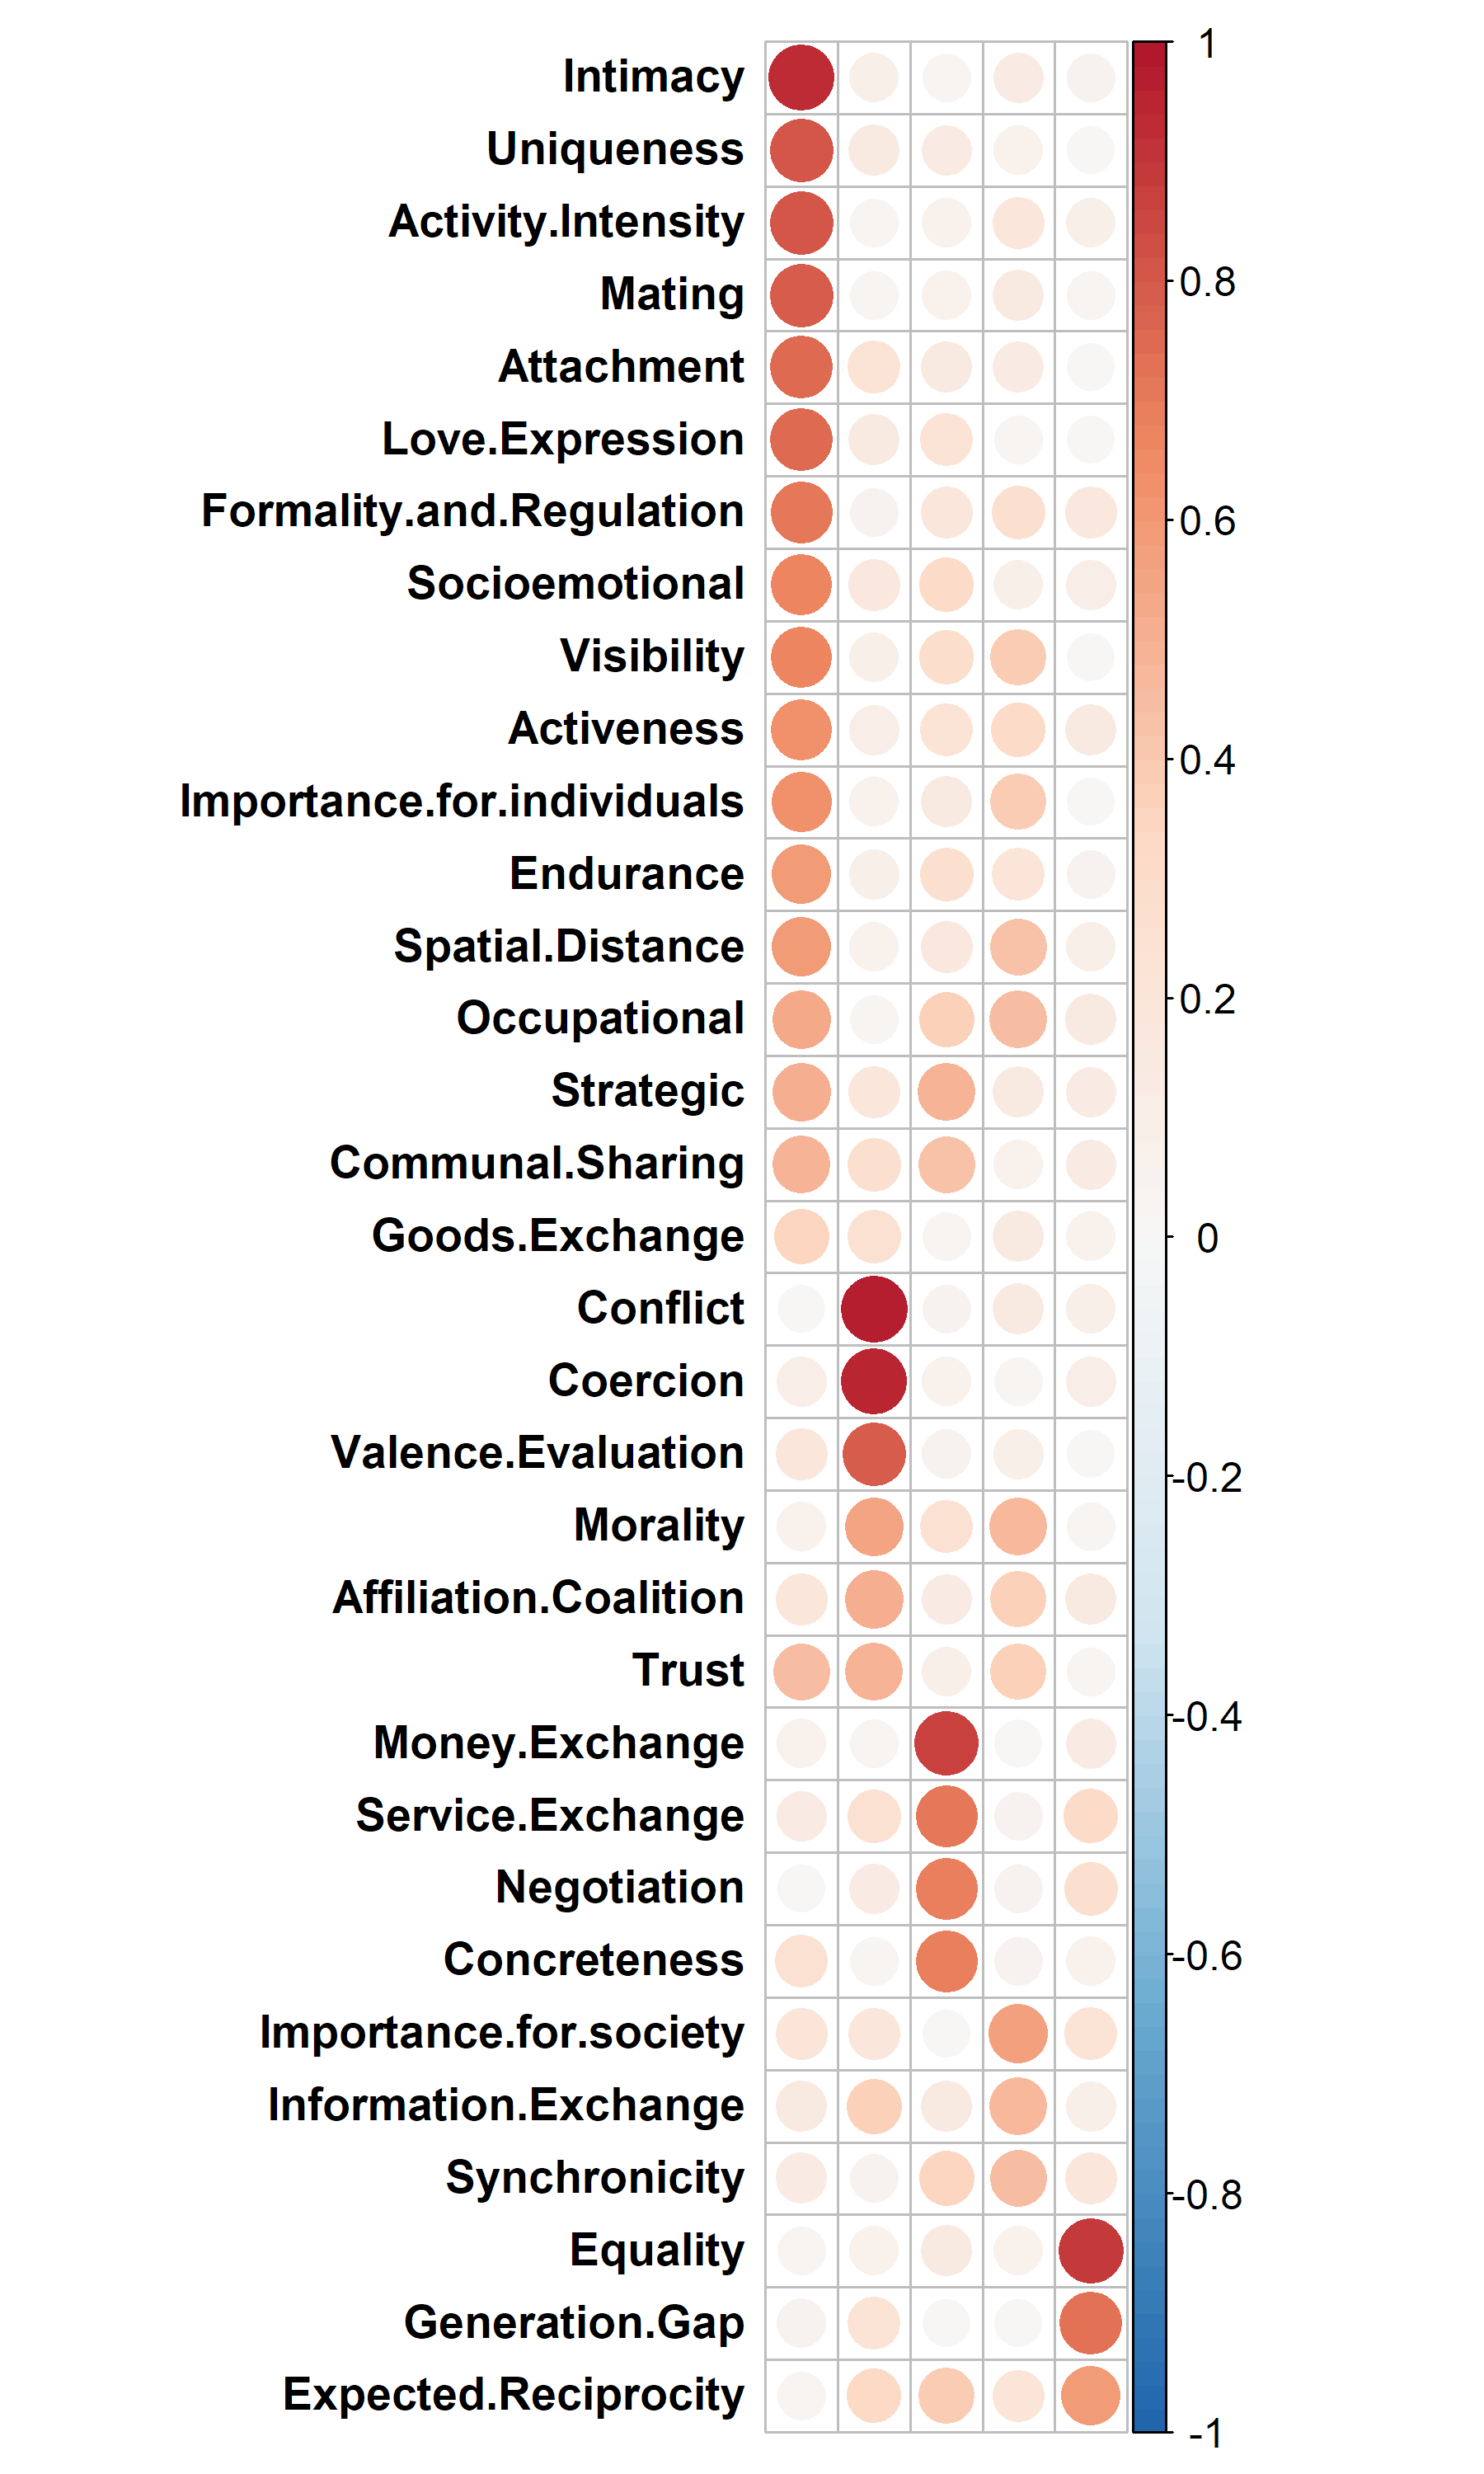 Intimacy
Uniqueness
Activity.Intensity
Mating
Attachment
Love.Expression
Formality.and.Regulation
Socioemotional
Visibility
Activeness
Importance.for.individuals
Endurance
Spatial.Distance
Occupational
Strategic
Communal.Sharing
Goods.Exchange
Conflict
Coercion
Valence.Evaluation
Morality
Affiliation.Coalition
Trust
Money.Exchange
Service.Exchange
Negotiation
Concreteness
Importance.for.society
Information.Exchange
Synchronicity
Equality
Generation.Gap
Expected.Reciprocity
1
0.8
0.6
0.4
0.2
0
-0.2
-0.4
-0.6
-0.8
-1